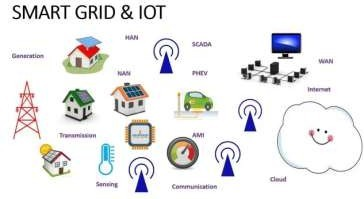 SMART GRID & IOT
HAN
SCADA
Generation
WAN
NAN
PHEV
Internet
Transmission
AMI
Sensing
Communication
Cloud